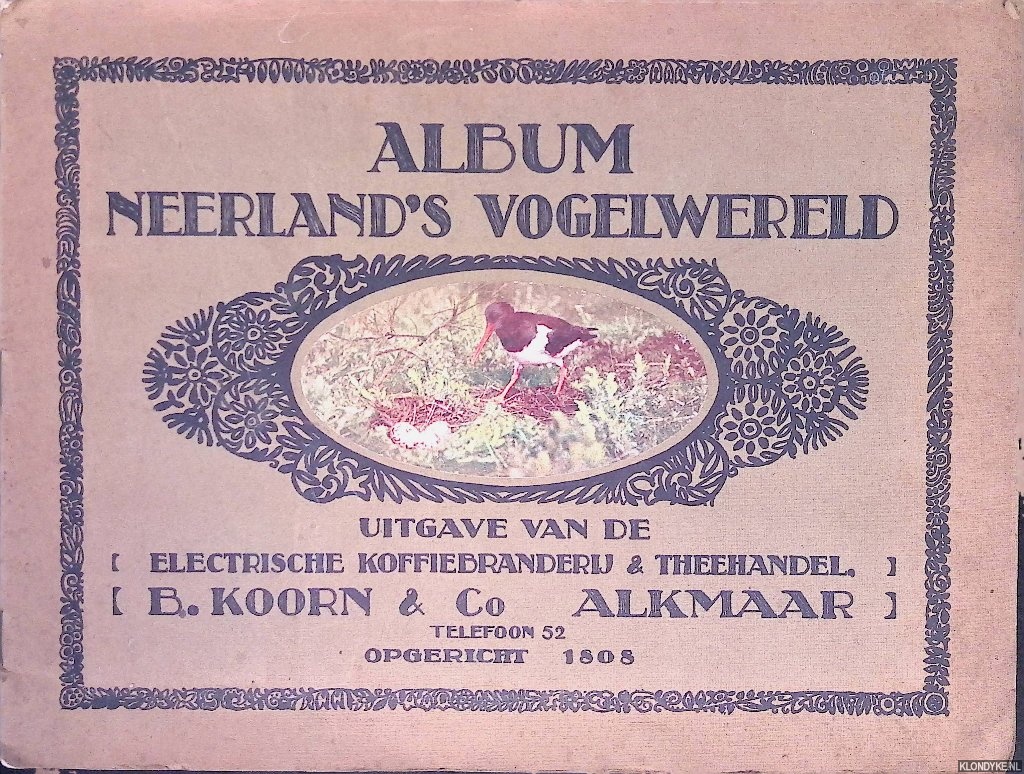 ALBUM
NEERLAND'S VOGELWERELD
UITGAVE VAN DE
[ ELECTRISCHE KOFFIEBRANDERIJ & THEEHANDEL. ]
[ B. KOORN & Co ALKMAAR ]
TELEFOON 52
OPGERICHT 1808
KLONDYKE.NL